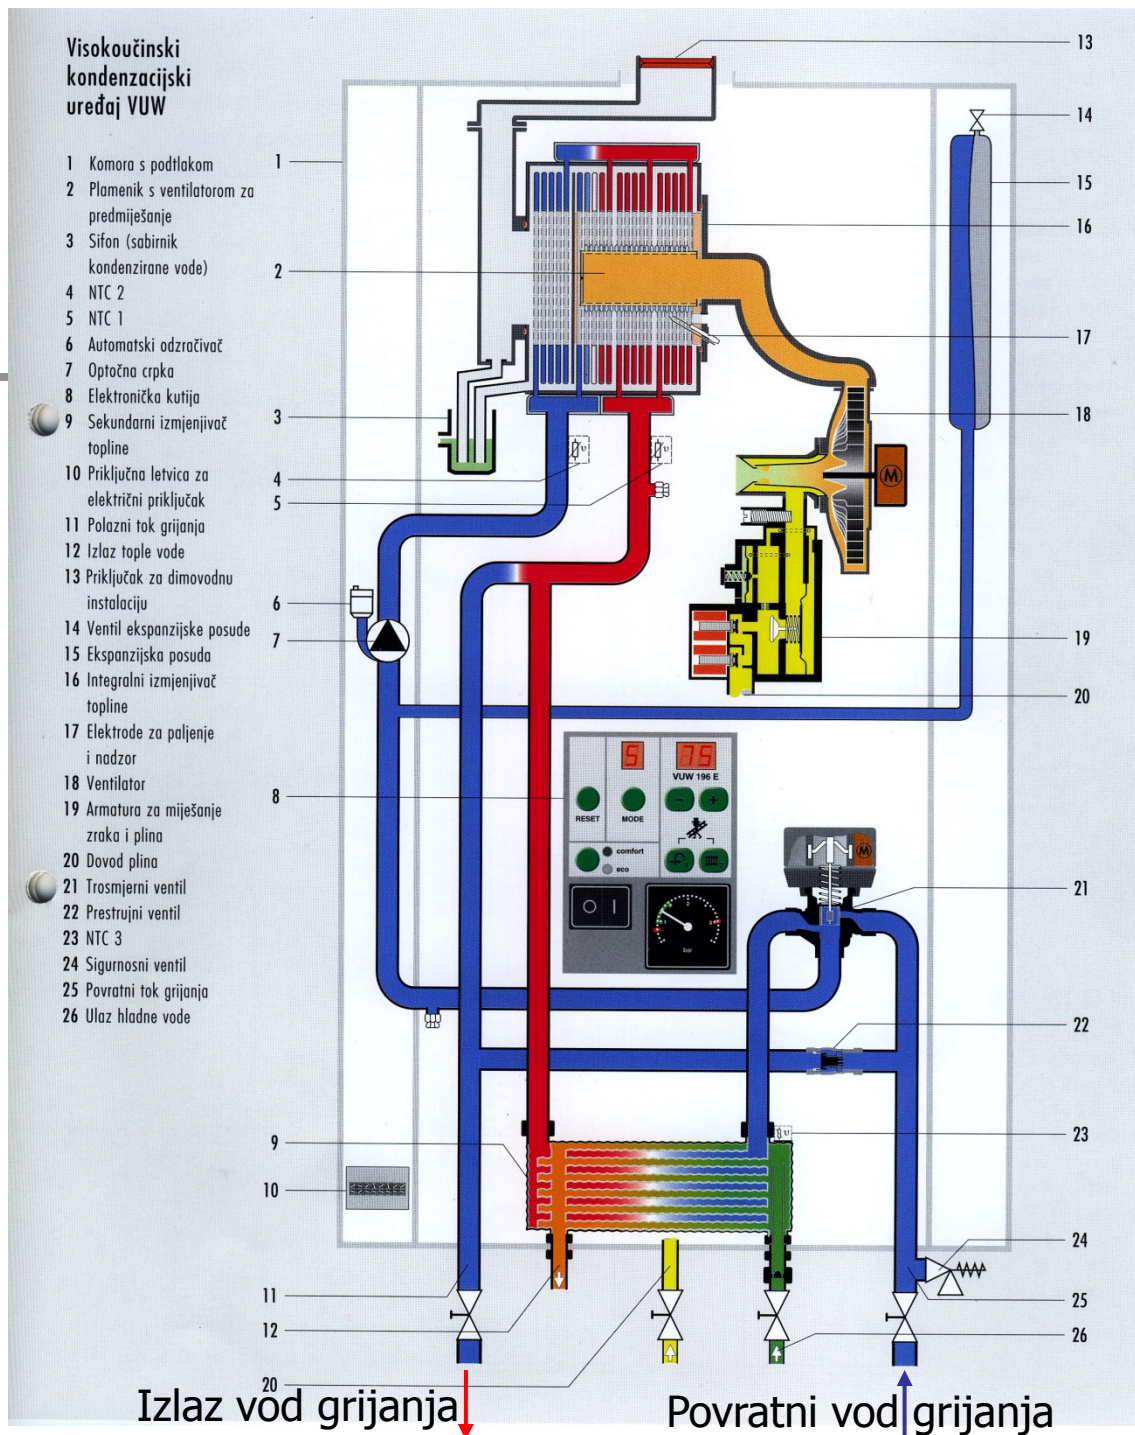 Visokoučinski
kondenzacijski
uređaj VUW
1 Komora s podtlakom
2 Plamenik s ventilatorom za
predmiješanje
3 Sifon (sabirnik
kondenzirane vode)
4 NTC 2
5 NTC 1
6 Automatski odzračivač
7 Optočna crpka
8 Elektronička kutija
9 Sekundarni izmjenjivač
topline
10 Priključna letvica za
električni priključak
11 Polazni tok grijanja
12 Izlaz tople vode
13 Priključak za dimovodnu
instalaciju
14 Ventil ekspanzijske posude
15 Ekspanzijska posuda
16 Integralni izmjenjivač
topline
17 Elektrode za paljenje
i nadzor
18 Ventilator
19 Armatura za miješanje
zraka i plina
20 Dovod plina
21 Trosmjerni ventil
22 Prestrujni ventil
23 NTC 3
24 Sigurnosni ventil
25 Povratni tok grijanja
26 Ulaz hladne vode
13
1
14
15
16
2
17
3
18
4
5
M
6
7
19
20
S
75
VUW 196 E
8
- +
RESET
MODE
comfort
eco
M
21
bar
22
9
23
10
24
11
25
12
26
20
Izlaz vod grijanja
Povratni vod grijanja